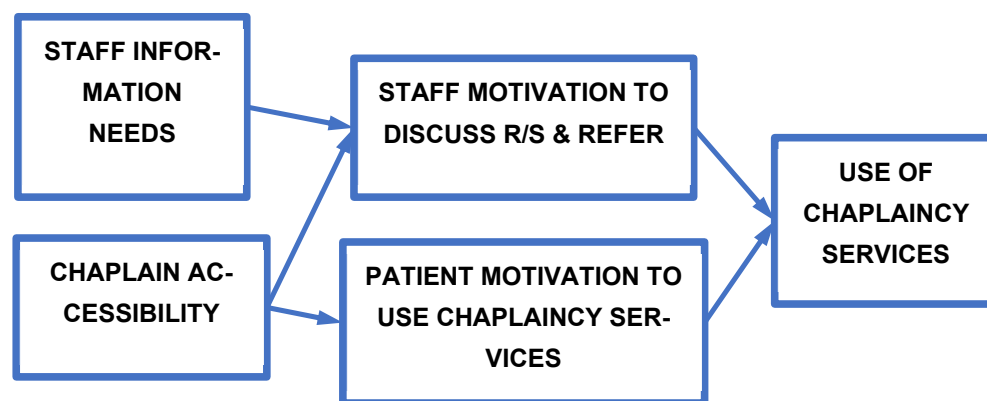 STAFF INFOR-
MATION
NEEDS
STAFF MOTIVATION TO
DISCUSS R/S & REFER
USE OF
CHAPLAINCY
SERVICES
CHAPLAIN AC-
CESSIBILITY
PATIENT MOTIVATION TO
USE CHAPLAINCY SER-
VICES